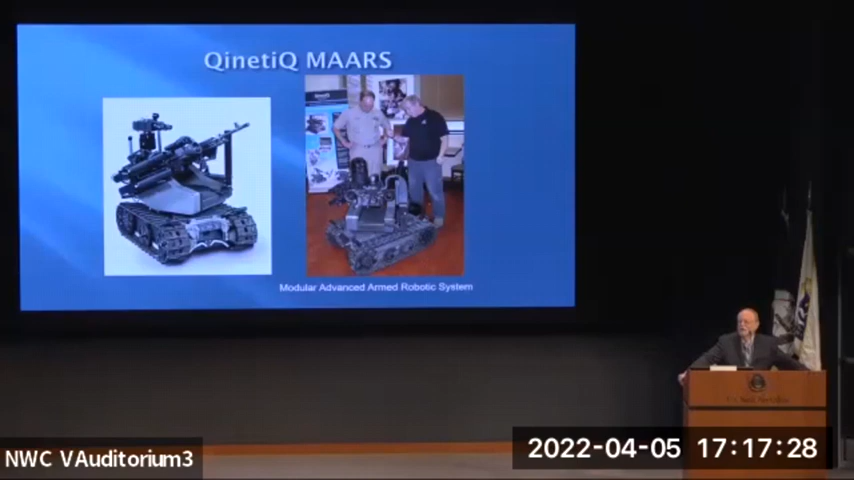 QinetiQ MAARS
Modular Advanced Armed Robotic System
NWC VAuditorium3
2022-04-05 17:17:28